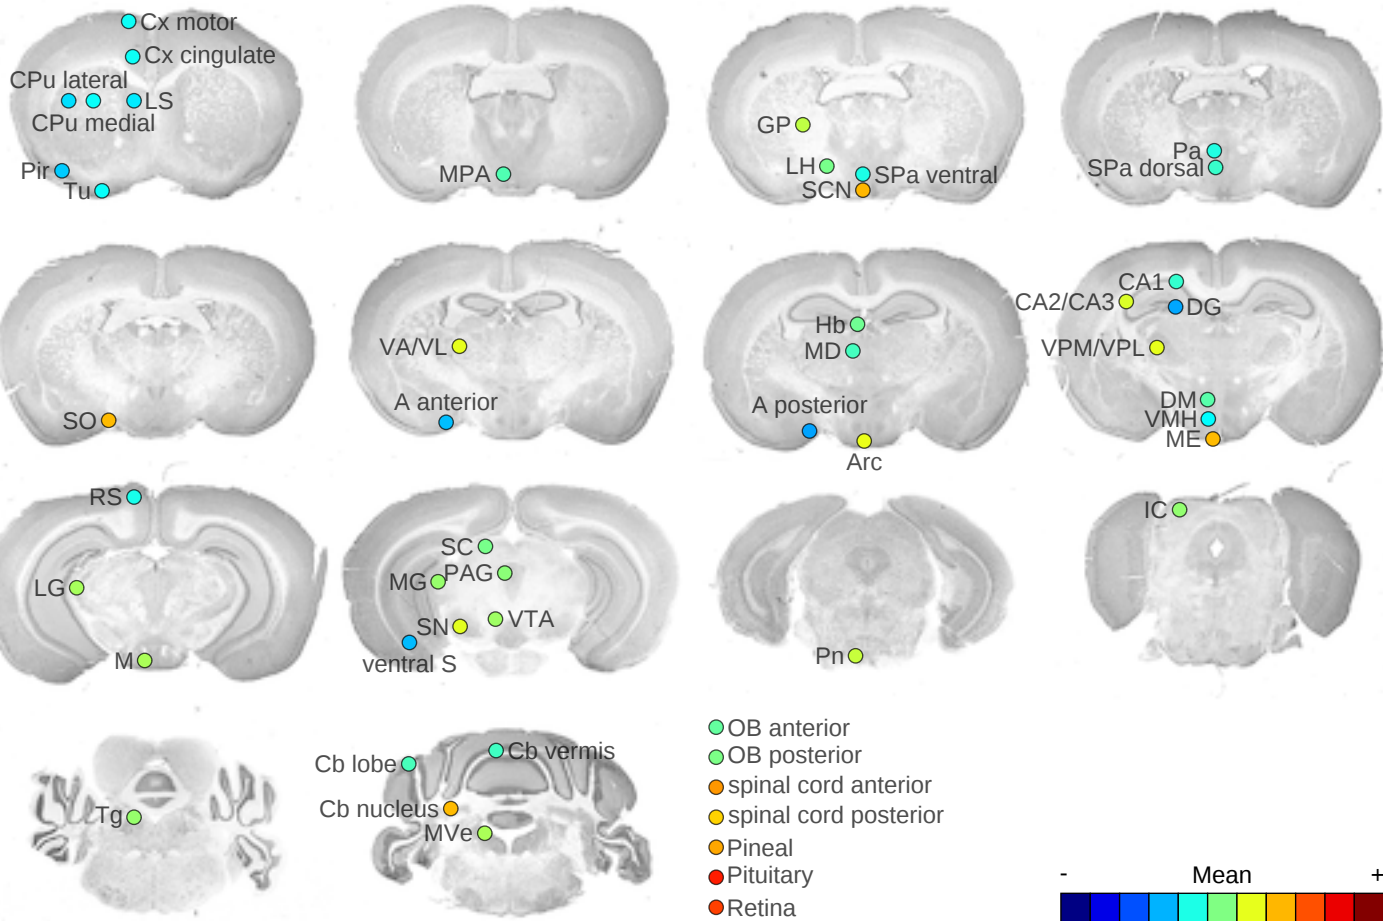 Cx motor
Cx cingulate
CPu lateral
LS
CPu medial
Pir
Tu
MPA
GP
LH
SPa ventral
SCN
Pa
SPa dorsal
SO
VA/VL
A anterior
Hb
MD
A posterior
Arc
CA1
CA2/CA3
DG
VPM/VPL
DM
VMH
ME
RS
LG
M
SC
MG
PAG
SN
VTA
ventral S
Pn
IC
Tg
Cb lobe
Cb vermis
Cb nucleus
MVe
OB anterior
OB posterior
spinal cord anterior
spinal cord posterior
Pineal
Pituitary
Retina
- Mean +